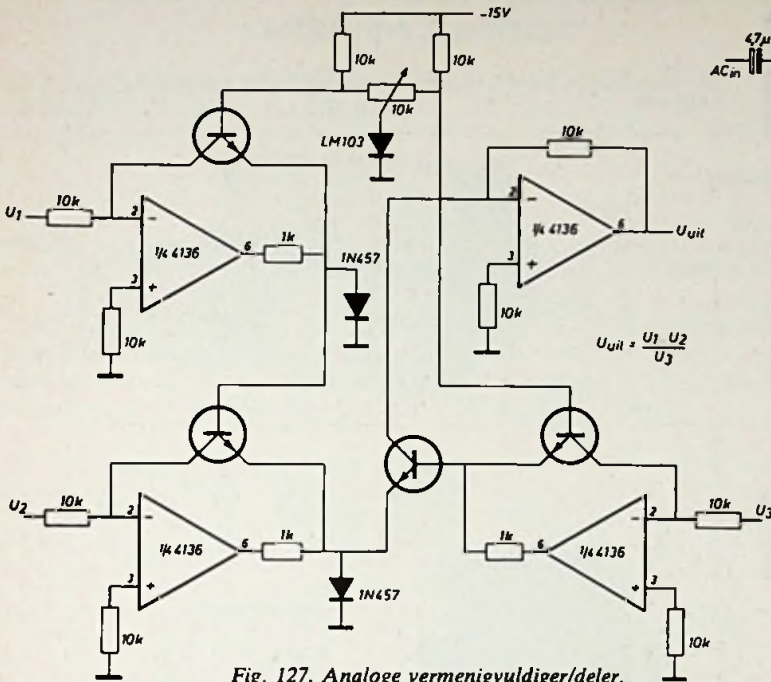 -15V
10k
10k
10k
4,7µ
ACin
LM103
10k
U1
10k
2
-
1/4 4136
6
1k
3
+
10k
1N457
2
-
1/4 4136
6
Uuit
3
+
10k
Uuit = U1 U2
U3
U2
10k
2
-
1/4 4136
6
1k
3
+
10k
1N457
1k
6
1/4 4136
2
-
10k
U3
3
+
10k
Fig. 127. Analoge vermenigvuldiger/deler.